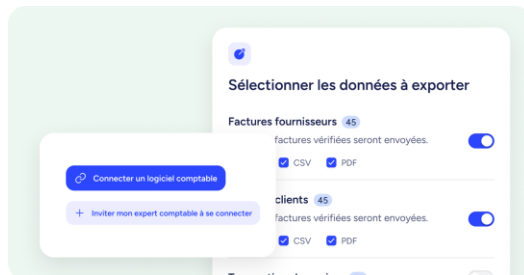 Sélectionner les données à exporter
Factures fournisseurs 45
factures vérifiées seront envoyées.
CSV PDF
Connecter un logiciel comptable
+ Inviter mon expert comptable à se connecter
clients 45
factures vérifiées seront envoyées.
CSV PDF